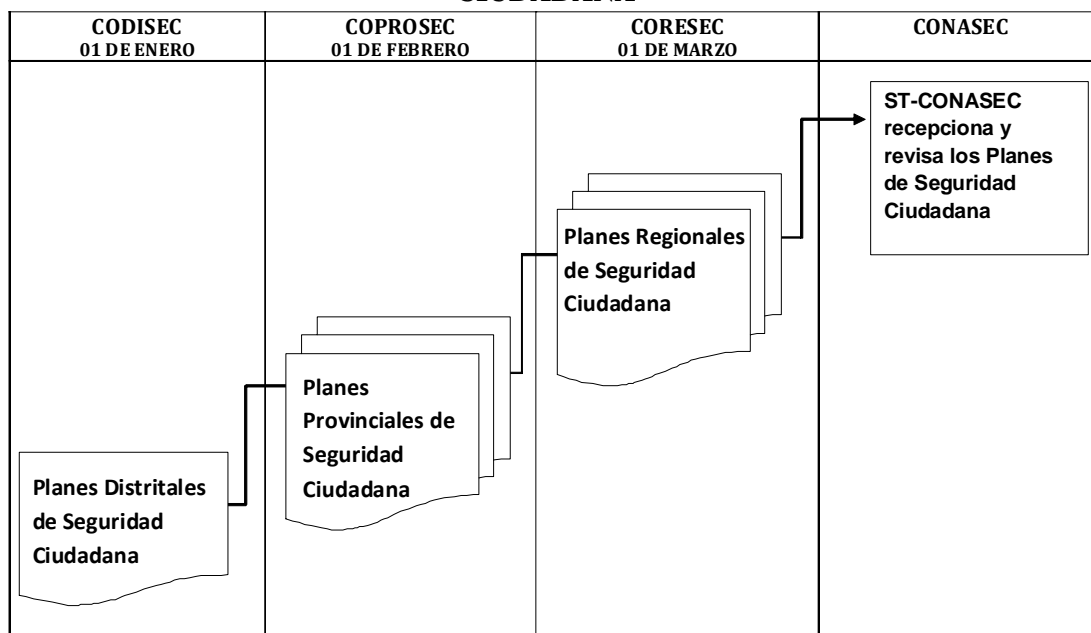 CIUDADANA
CODISEC
01 DE ENERO
COPROSEC
01 DE FEBRERO
CORESEC
01 DE MARZO
CONASEC
ST-CONASEC
recepciona y
revisa los Planes
de Seguridad
Ciudadana
Planes Regionales
de Seguridad
Ciudadana
Planes
Provinciales de
Seguridad
Ciudadana
Planes Distritales
de Seguridad
Ciudadana